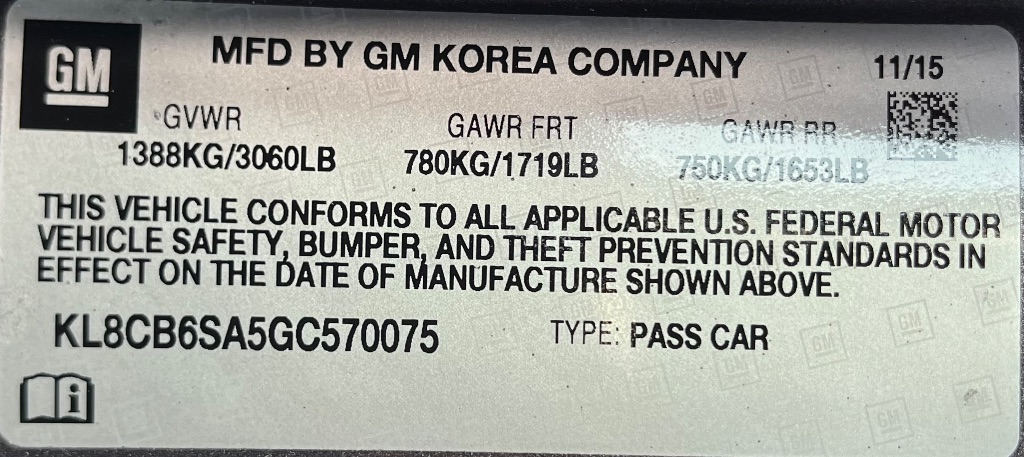 GM
MFD BY GM KOREA COMPANY
11/15
GVWR
GAWR FRT
GAWR RR
1388KG/3060LB
780KG/1719LB
750KG/1653LB
THIS VEHICLE CONFORMS TO ALL APPLICABLE U.S. FEDERAL MOTOR
VEHICLE SAFETY, BUMPER, AND THEFT PREVENTION STANDARDS IN
EFFECT ON THE DATE OF MANUFACTURE SHOWN ABOVE.
KL8CB6SA5GC570075
TYPE: PASS CAR
i